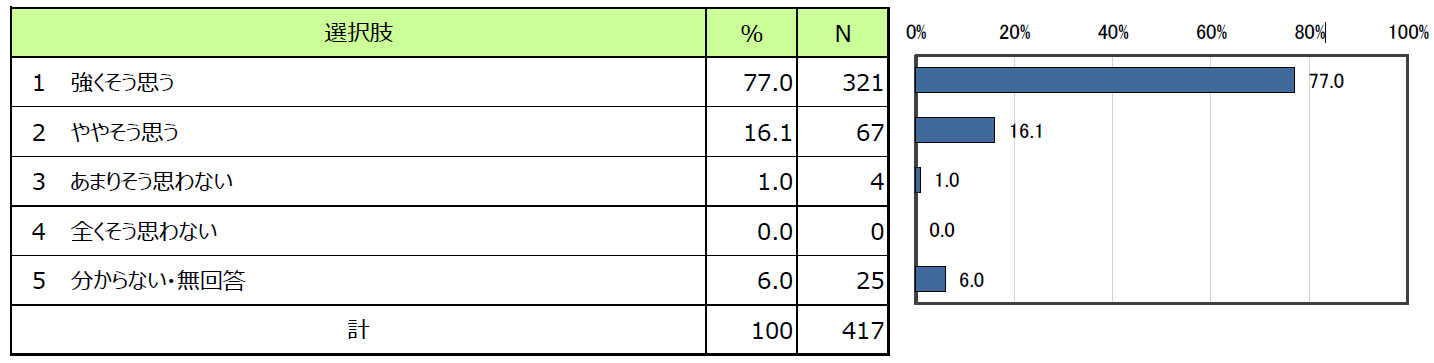 選択肢 % N
1 強くそう思う 77.0 321
2 ややそう思う 16.1 67
3 あまりそう思わない 1.0 4
4 全くそう思わない 0.0 0
5 分からない・無回答 6.0 25
計 100 417
0% 20% 40% 60% 80% 100%
77.0
16.1
1.0
0.0
6.0